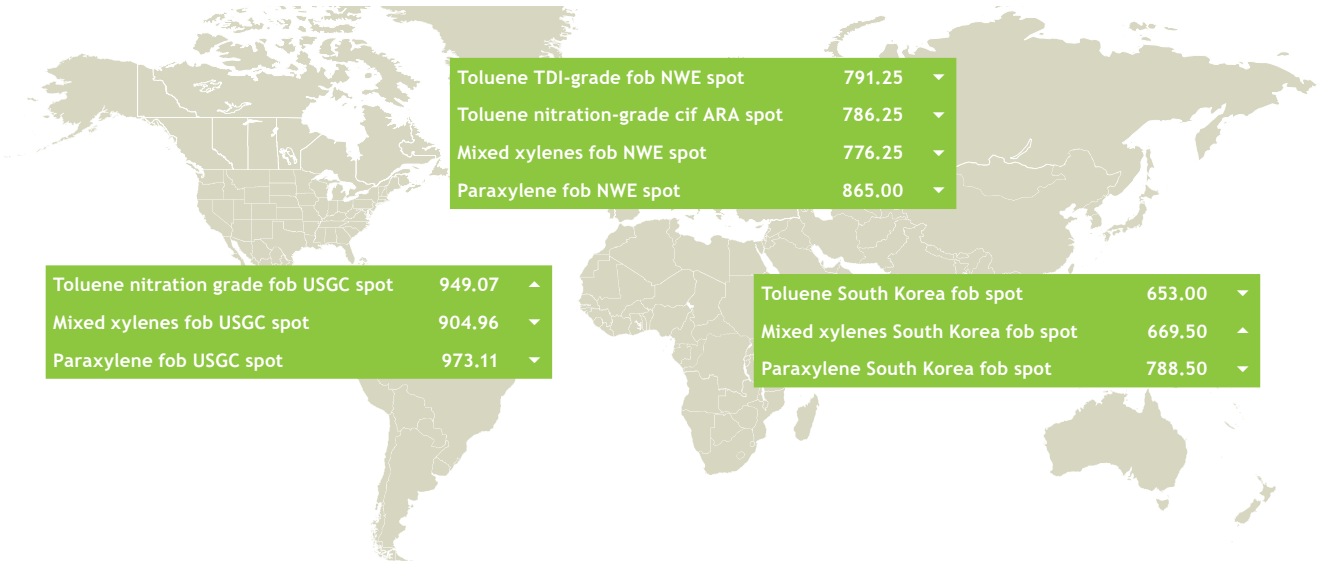 Toluene TDI-grade fob NWE spot 791.25
Toluene nitration-grade cif ARA spot 786.25
Mixed xylenes fob NWE spot 776.25
Paraxylene fob NWE spot 865.00
Toluene nitration grade fob USGC spot 949.07
Mixed xylenes fob USGC spot 904.96
Paraxylene fob USGC spot 973.11
Toluene South Korea fob spot 653.00
Mixed xylenes South Korea fob spot 669.50
Paraxylene South Korea fob spot 788.50